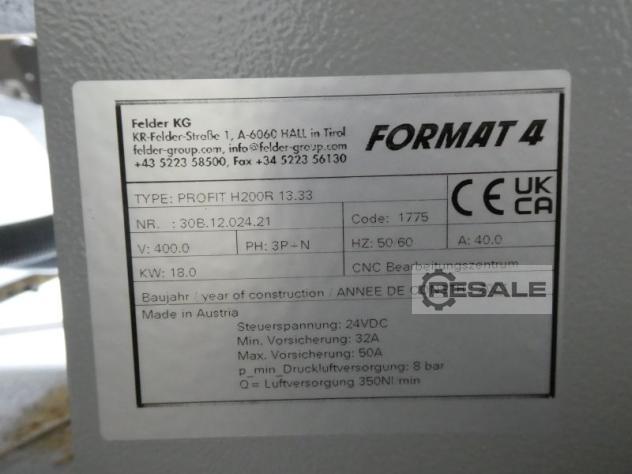 Felder KG
KR-Felder-Straße 1, A-6060 HALL in Tirol
felder-group.com, info@felder-group.com
+43 5223 58500, Fax +34 5223 56130
FORMAT 4
TYPE: PROFIT H200R 13.33
CE UK CA
NR. : 30B.12.024.21
Code: 1775
V: 400.0
PH: 3P+N
HZ: 50 60
A: 40.0
KW: 18.0
CNC Bearbeitungszentrum
Baujahr / year of construction / ANNEE DE
RESALE
Made in Austria
Steuerspannung: 24VDC
Min. Vorsicherung: 32A
Max. Vorsicherung: 50A
p_min_Druckluftversorgung: 8 bar
Q= Luftversorgung 350Nl/min